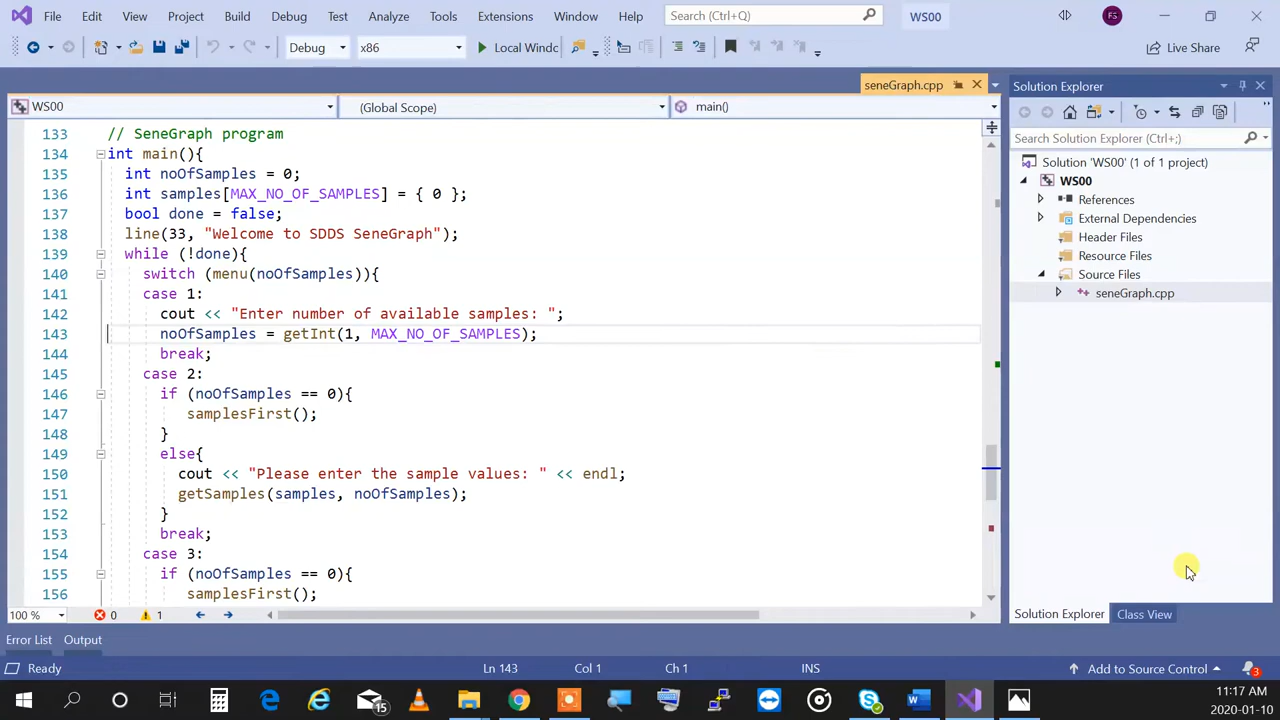 File Edit View Project Build Debug Test Analyze Tools Extensions Window Help Search (Ctrl+Q) WS00 FS
Debug x86 Local Windc Live Share
seneGraph.cpp
WS00 (Global Scope) main()
133 // SeneGraph program
134 int main(){
135 int noOfSamples = 0;
136 int samples[MAX_NO_OF_SAMPLES] = { 0 };
137 bool done = false;
138 line(33, "Welcome to SDDS SeneGraph");
139 while (!done){
140 switch (menu(noOfSamples)){
141 case 1:
142 cout << "Enter number of available samples: ";
143 noOfSamples = getInt(1, MAX_NO_OF_SAMPLES);
144 break;
145 case 2:
146 if (noOfSamples == 0){
147 samplesFirst();
148 }
149 else{
150 cout << "Please enter the sample values: " << endl;
151 getSamples(samples, noOfSamples);
152 }
153 break;
154 case 3:
155 if (noOfSamples == 0){
156 samplesFirst();
100 % 0 1
Solution Explorer
Search Solution Explorer (Ctrl+;)
Solution 'WS00' (1 of 1 project)
WS00
References
External Dependencies
Header Files
Resource Files
Source Files
seneGraph.cpp
Solution Explorer Class View
Error List Output
Ready Ln 143 Col 1 Ch 1 INS Add to Source Control 3
15
11:17 AM
2020-01-10